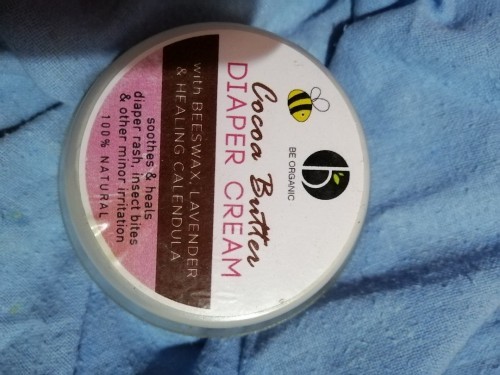 b
BE ORGANIC
Cocoa Butter
DIAPER CREAM
with BEESWAX, LAVENDER
& HEALING CALENDULA
soothes & heals
diaper rash, insect bites
& other minor irritation
100% NATURAL